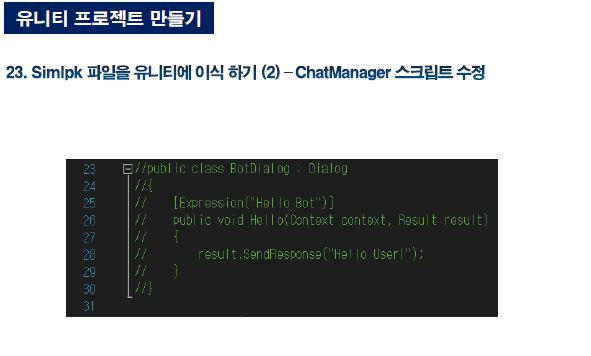 유니티 프로젝트 만들기
23. Simlpk 파일을 유니티에 이식 하기 (2) – ChatManager 스크립트 수정
23 //public class BotDialog : Dialog
24 //{
25 //    [Expression("Hello Bot")]
26 //    public void Hello(Context context, Result result)
27 //    {
28 //        result.SendResponse("Hello User!");
29 //    }
30 //}
31